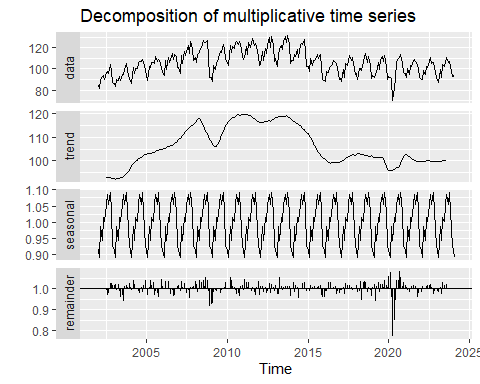 Decomposition of multiplicative time series
data
120
100
80
trend
120
110
100
seasonal
1.10
1.05
1.00
0.95
0.90
remainder
1.0
0.9
0.8
2005 2010 2015 2020 2025
Time